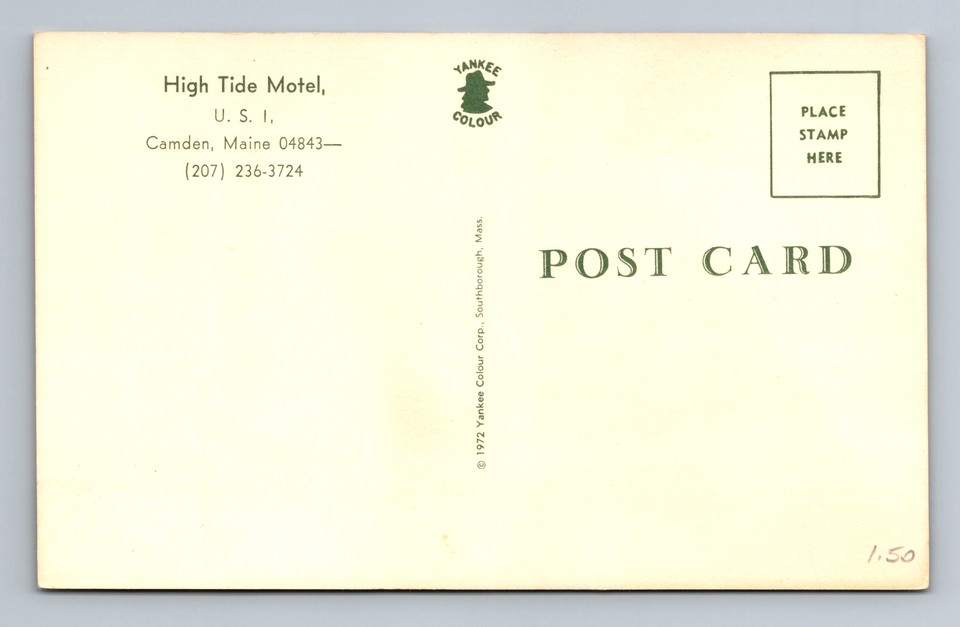 High Tide Motel,
U. S. 1,
Camden, Maine 04843—
(207) 236-3724
YANKEE
COLOUR
© 1972 Yankee Colour Corp., Southborough, Mass.
PLACE
STAMP
HERE
POST CARD
1.50